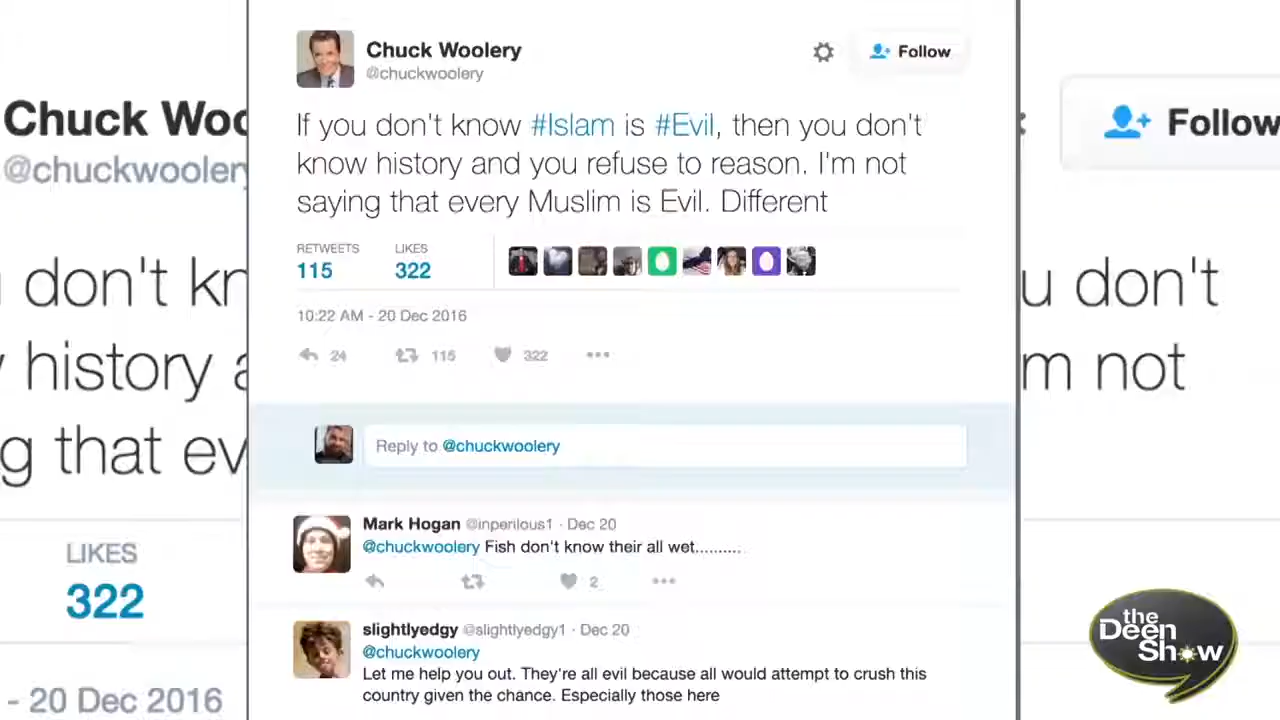 Chuck Woolery
@chuckwoolery
Follow
If you don't know #Islam is #Evil, then you don't
know history and you refuse to reason. I'm not
saying that every Muslim is Evil. Different
RETWEETS LIKES
115 322
10:22 AM - 20 Dec 2016
24 115 322
Reply to @chuckwoolery
Mark Hogan @inperilous1 · Dec 20
@chuckwoolery Fish don't know their all wet..........
2
slightlyedgy @slightlyedgy1 · Dec 20
@chuckwoolery
Let me help you out. They're all evil because all would attempt to crush this
country given the chance. Especially those here
Chuck Woo
@chuckwoolery
don't kn
history a
g that ev
LIKES
322
- 20 Dec 2016
Follow
u don't
m not
the
Deen
Show